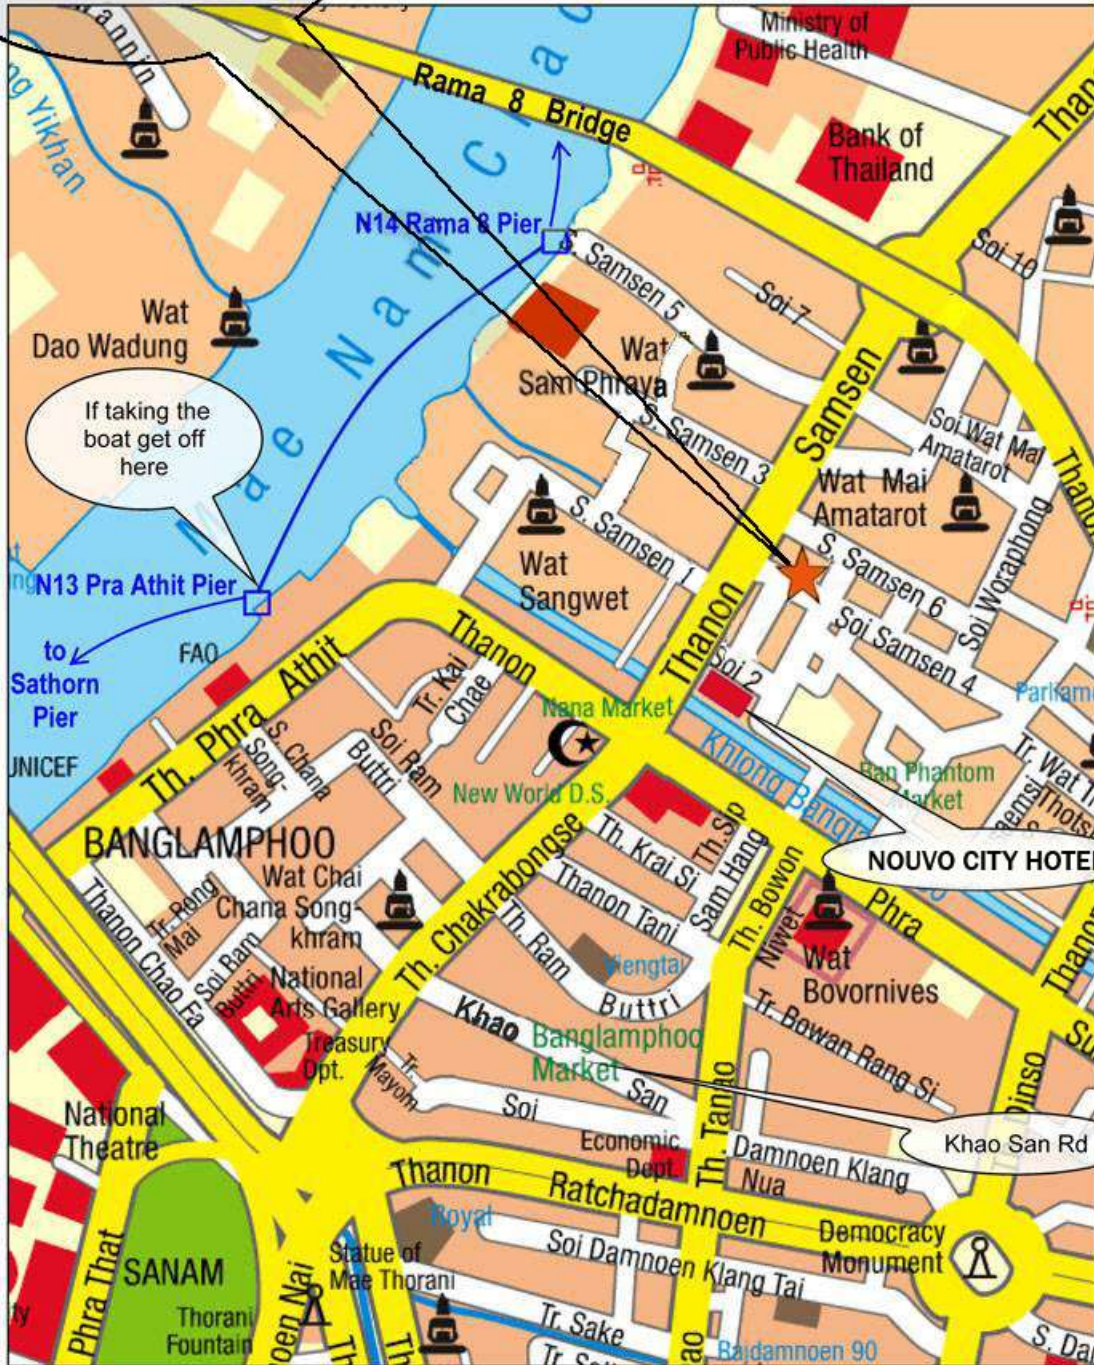 Rama 8 Bridge
Ministry of
Public Health
Bank of
Thailand
Yikhan
N14 Rama 8 Pier
S. Samsen 5
Soi 7
Soi 10
Mae Nam
Wat
Dao Wadung
Wat
Sam Phraya
S. Samsen 3
Samsen
Soi Wat Mai
Amatarot
Wat Mai
Amatarot
If taking the
boat get off
here
S. Samsen 1
Wat
Sangwet
S. Samsen 6
Soi Woraphong
Soi Samsen 4
N13 Pra Athit Pier
to
Sathorn
Pier
FAO
Th. Phra Athit
Thanon
Thanon
Soi 2
Tr. Kai
Chae
Nana Market
UNICEF
S. Chana
Song-
khram
Soi Ram
Buttri
New World D.S.
Khlong
Ban Phantom
Market
Tr. Wat
BANGLAMPHOO
NOUVO CITY HOTEL
Wat Chai
Chana Song-
khram
Thanon Chao Fa
Tr. Rong
Mai
Soi Ram
Buttri
Th. Chakrabongse
Th. Krai Si
Th. Sip
Sam Hang
Thanon Tani
Th. Bowon
Niwet
Phra
Wat
Bovornives
Th. Ram
Buttri
Viengtai
National
Arts Gallery
Treasury
Dpt.
Khao
San
Banglamphoo
Market
Tr. Bowan Rang Si
Tr.
Mayom
Soi
Th. Tanao
Dinso
Khao San Rd
National
Theatre
Economic
Dept.
Damnoen Klang
Nua
Thanon
Ratchadamnoen
Royal
Soi Damnoen Klang Tai
Democracy
Monument
Phra That
SANAM
Statue of
Mae Thorani
Thorani
Fountain
Tr. Sake
Rajdamnoen 90